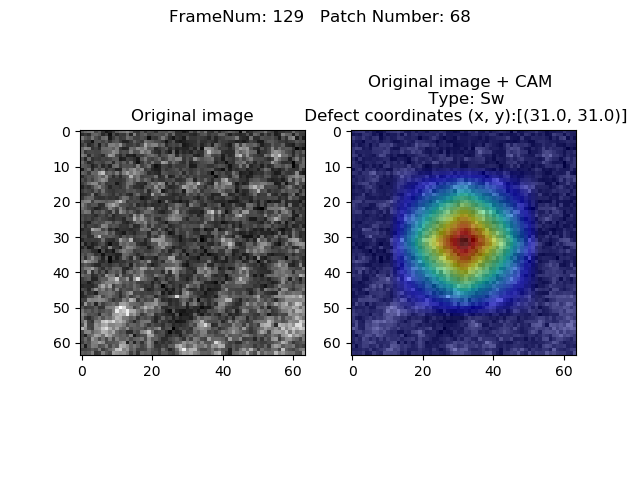 FrameNum: 129   Patch Number: 68
Original image
0
10
20
30
40
50
60
0 20 40 60
Original image + CAM
Type: Sw
Defect coordinates (x, y):[(31.0, 31.0)]
0
10
20
30
40
50
60
0 20 40 60